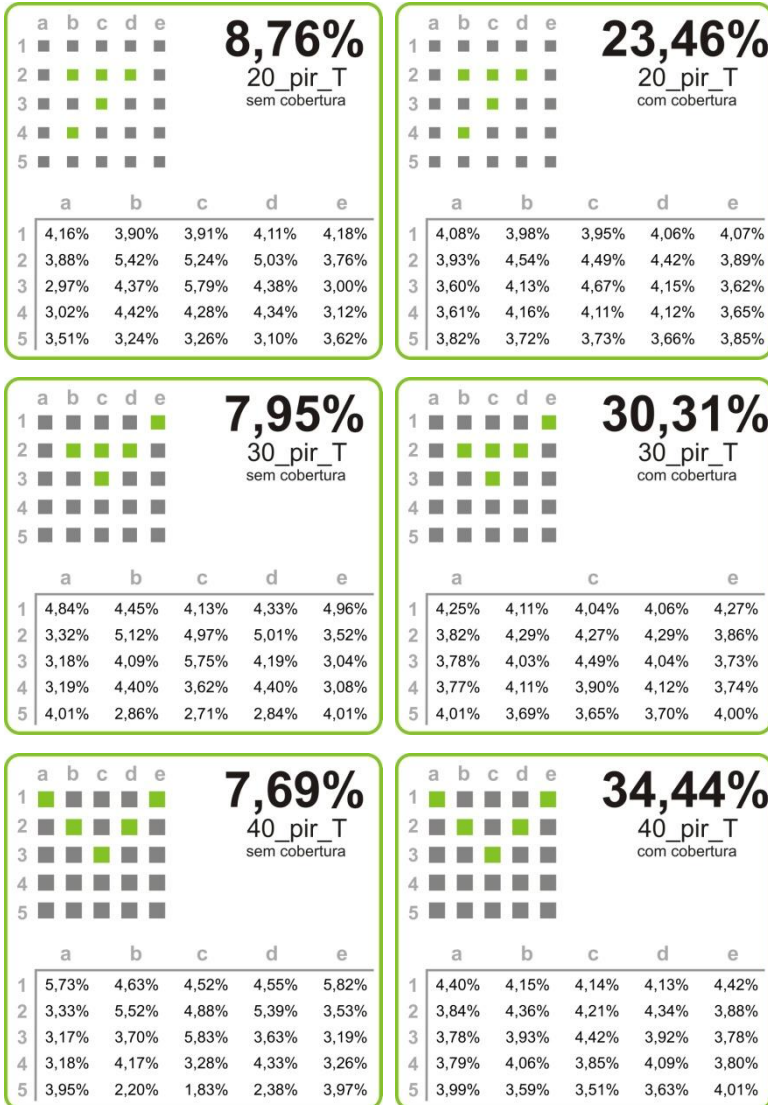 a b c d e
1
2
3
4
5
8,76%
20_pir_T
sem cobertura
a b c d e
1 4,16% 3,90% 3,91% 4,11% 4,18%
2 3,88% 5,42% 5,24% 5,03% 3,76%
3 2,97% 4,37% 5,79% 4,38% 3,00%
4 3,02% 4,42% 4,28% 4,34% 3,12%
5 3,51% 3,24% 3,26% 3,10% 3,62%
a b c d e
1
2
3
4
5
23,46%
20_pir_T
com cobertura
a b c d e
1 4,08% 3,98% 3,95% 4,06% 4,07%
2 3,93% 4,54% 4,49% 4,42% 3,89%
3 3,60% 4,13% 4,67% 4,15% 3,62%
4 3,61% 4,16% 4,11% 4,12% 3,65%
5 3,82% 3,72% 3,73% 3,66% 3,85%
a b c d e
1
2
3
4
5
7,95%
30_pir_T
sem cobertura
a b c d e
1 4,84% 4,45% 4,13% 4,33% 4,96%
2 3,32% 5,12% 4,97% 5,01% 3,52%
3 3,18% 4,09% 5,75% 4,19% 3,04%
4 3,19% 4,40% 3,62% 4,40% 3,08%
5 4,01% 2,86% 2,71% 2,84% 4,01%
a b c d e
1
2
3
4
5
30,31%
30_pir_T
com cobertura
a c e
1 4,25% 4,11% 4,04% 4,06% 4,27%
2 3,82% 4,29% 4,27% 4,29% 3,86%
3 3,78% 4,03% 4,49% 4,04% 3,73%
4 3,77% 4,11% 3,90% 4,12% 3,74%
5 4,01% 3,69% 3,65% 3,70% 4,00%
a b c d e
1
2
3
4
5
7,69%
40_pir_T
sem cobertura
a b c d e
1 5,73% 4,63% 4,52% 4,55% 5,82%
2 3,33% 5,52% 4,88% 5,39% 3,53%
3 3,17% 3,70% 5,83% 3,63% 3,19%
4 3,18% 4,17% 3,28% 4,33% 3,26%
5 3,95% 2,20% 1,83% 2,38% 3,97%
a b c d e
1
2
3
4
5
34,44%
40_pir_T
com cobertura
a b c d e
1 4,40% 4,15% 4,14% 4,13% 4,42%
2 3,84% 4,36% 4,21% 4,34% 3,88%
3 3,78% 3,93% 4,42% 3,92% 3,78%
4 3,79% 4,06% 3,85% 4,09% 3,80%
5 3,99% 3,59% 3,51% 3,63% 4,01%